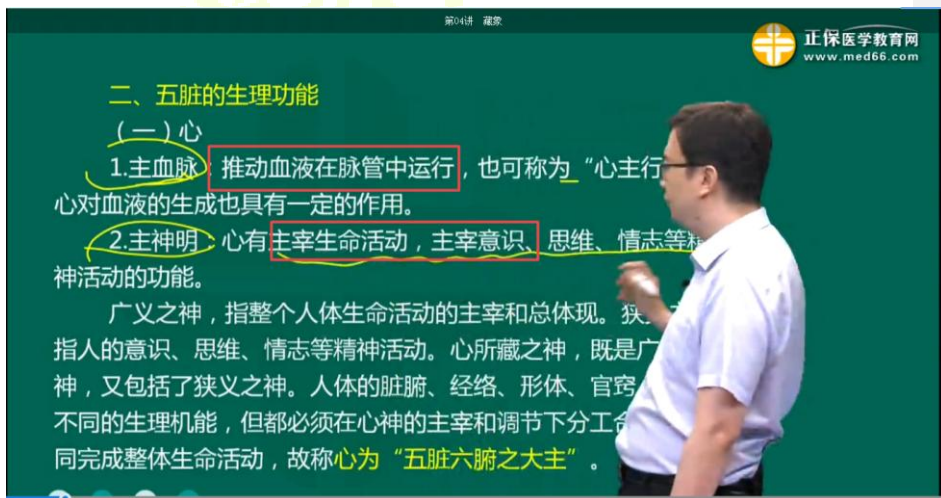 第04讲 藏象
正保医学教育网
www.med66.com
二、五脏的生理功能
（一）心
1.主血脉：推动血液在脉管中运行，也可称为“心主行
心对血液的生成也具有一定的作用。
2.主神明：心有主宰生命活动，主宰意识、思维、情志等精
神活动的功能。
广义之神，指整个人体生命活动的主宰和总体现。狭
指人的意识、思维、情志等精神活动。心所藏之神，既是广
神，又包括了狭义之神。人体的脏腑、经络、形体、官窍
不同的生理机能，但都必须在心神的主宰和调节下分工合
同完成整体生命活动，故称心为“五脏六腑之大主”。